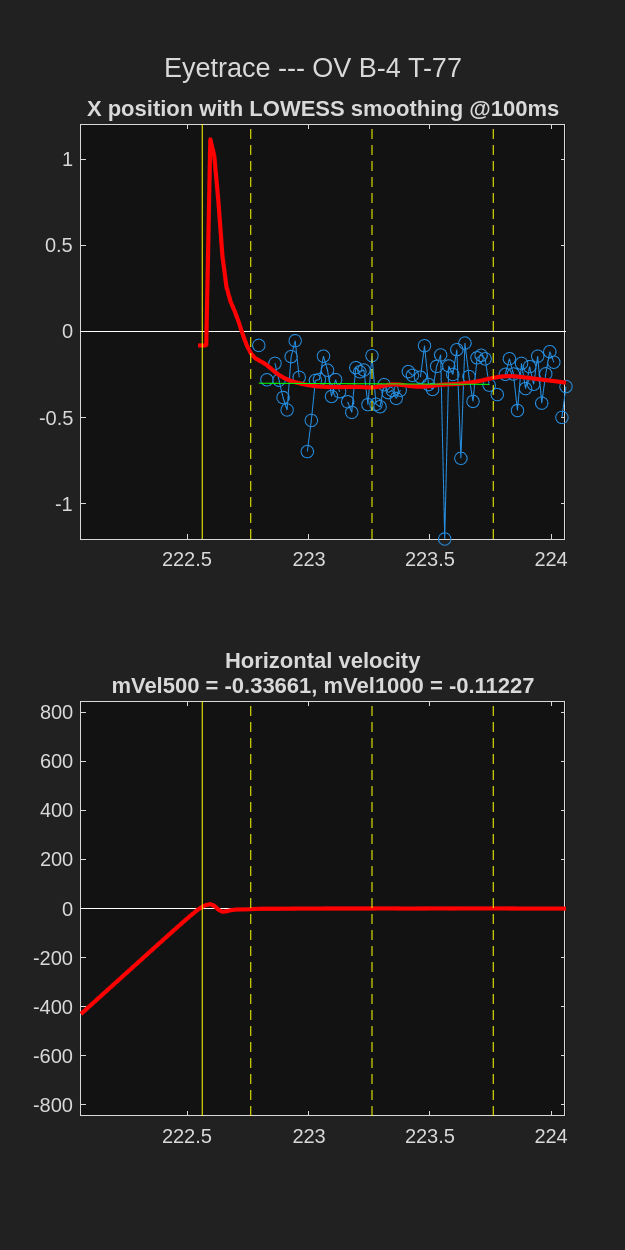 Eyetrace --- OV B-4 T-77
X position with LOWESS smoothing @100ms
1
0.5
0
-0.5
-1
222.5 223 223.5 224
Horizontal velocity
mVel500 = -0.33661, mVel1000 = -0.11227
800
600
400
200
0
-200
-400
-600
-800
222.5 223 223.5 224